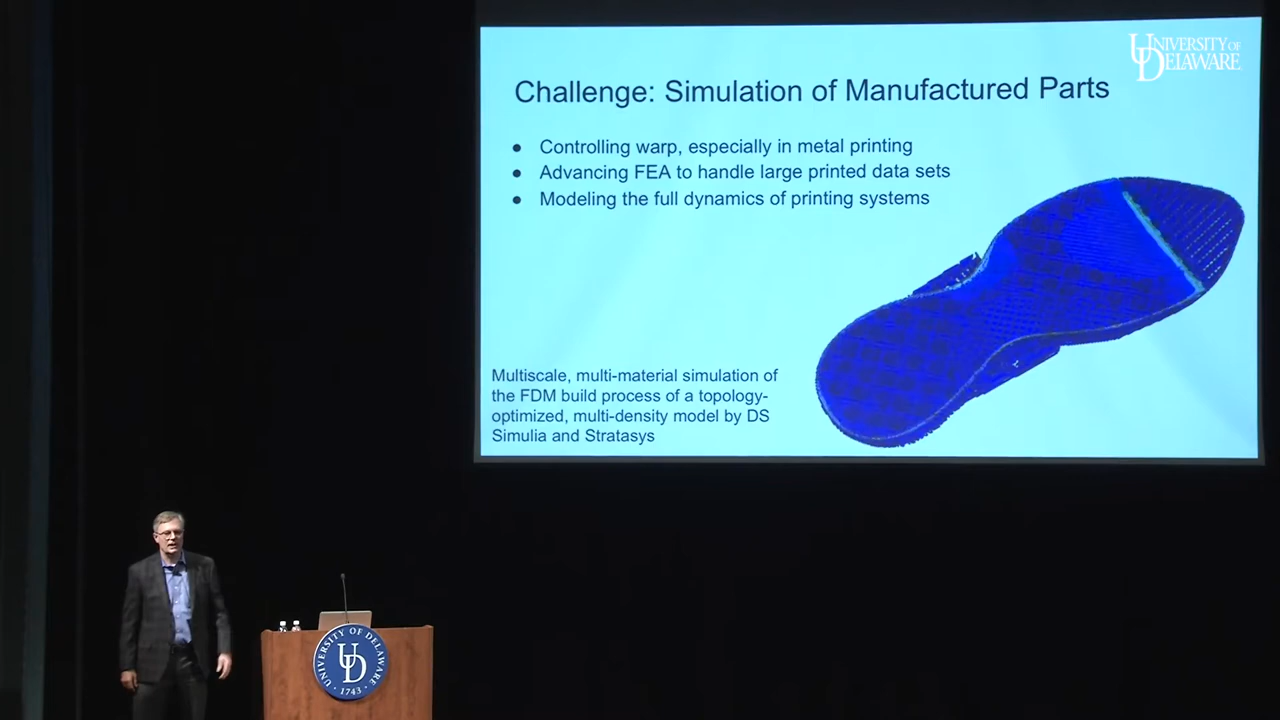 UNIVERSITY OF
DELAWARE
Challenge: Simulation of Manufactured Parts
● Controlling warp, especially in metal printing
● Advancing FEA to handle large printed data sets
● Modeling the full dynamics of printing systems
Multiscale, multi-material simulation of
the FDM build process of a topology-
optimized, multi-density model by DS
Simulia and Stratasys
UNIVERSITY OF DELAWARE
UD
· 1743 ·